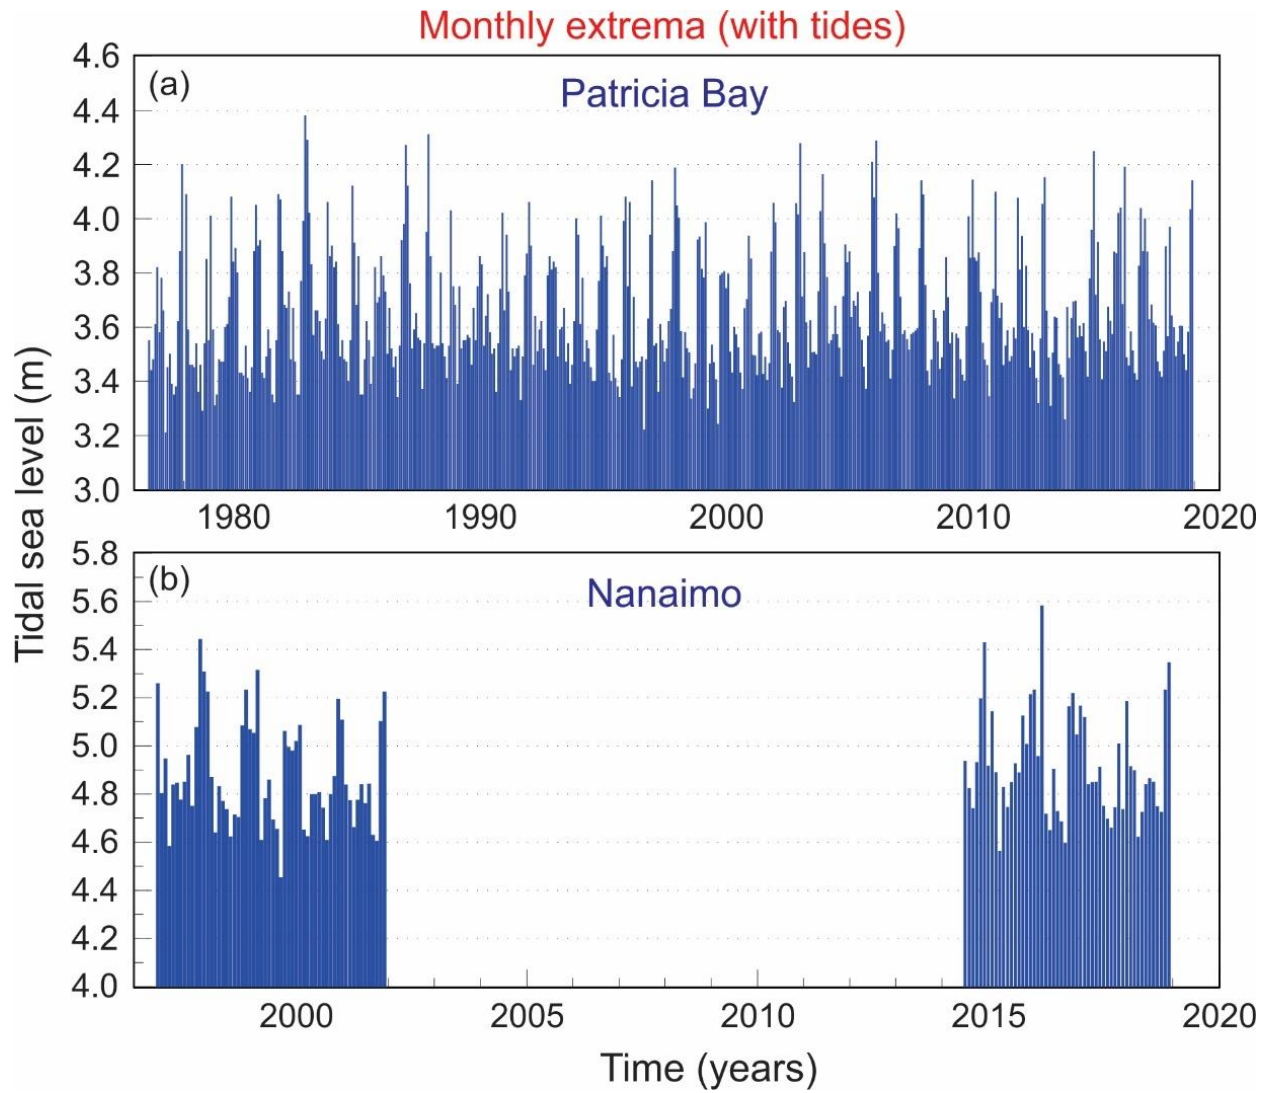 Monthly extrema (with tides)
(a)
Patricia Bay
4.6
4.4
4.2
4.0
3.8
3.6
3.4
3.2
3.0
1980 1990 2000 2010 2020
Tidal sea level (m)
(b)
Nanaimo
5.8
5.6
5.4
5.2
5.0
4.8
4.6
4.4
4.2
4.0
2000 2005 2010 2015 2020
Time (years)